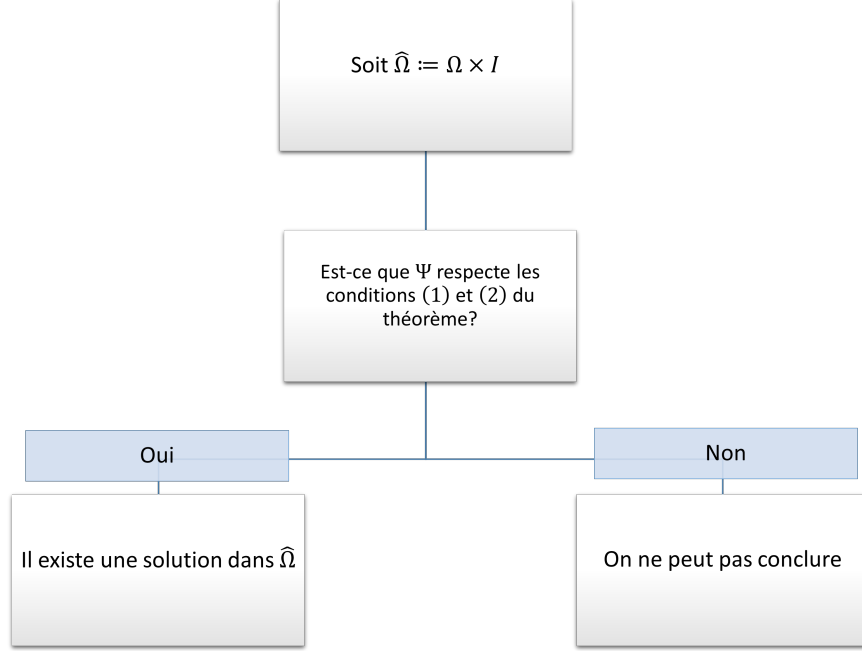 Soit Ω̂ ≔ Ω × I
Est-ce que Ψ respecte les
conditions (1) et (2) du
théorème?
Oui
Non
Il existe une solution dans Ω̂
On ne peut pas conclure